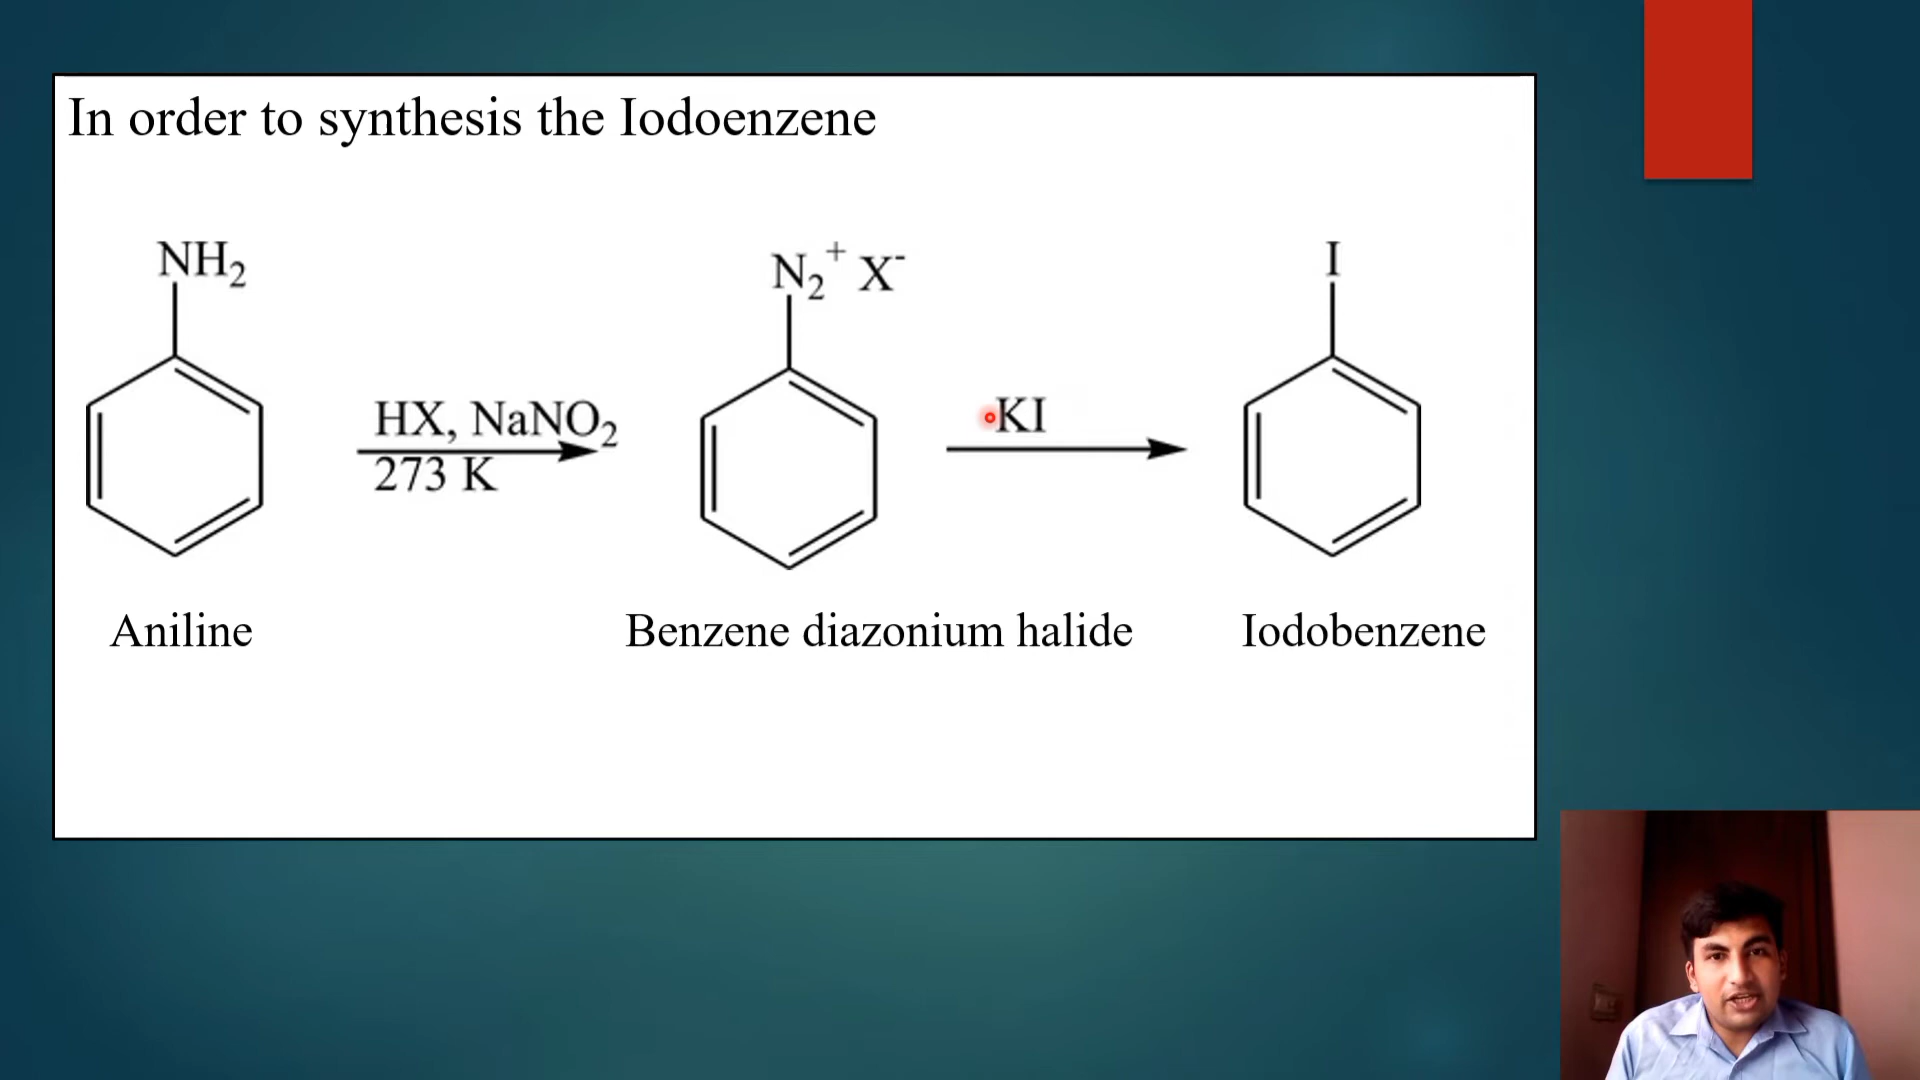 In order to synthesis the Iodoenzene
NH₂
N₂⁺ X⁻
I
HX, NaNO₂
273 K
KI
Aniline
Benzene diazonium halide
Iodobenzene